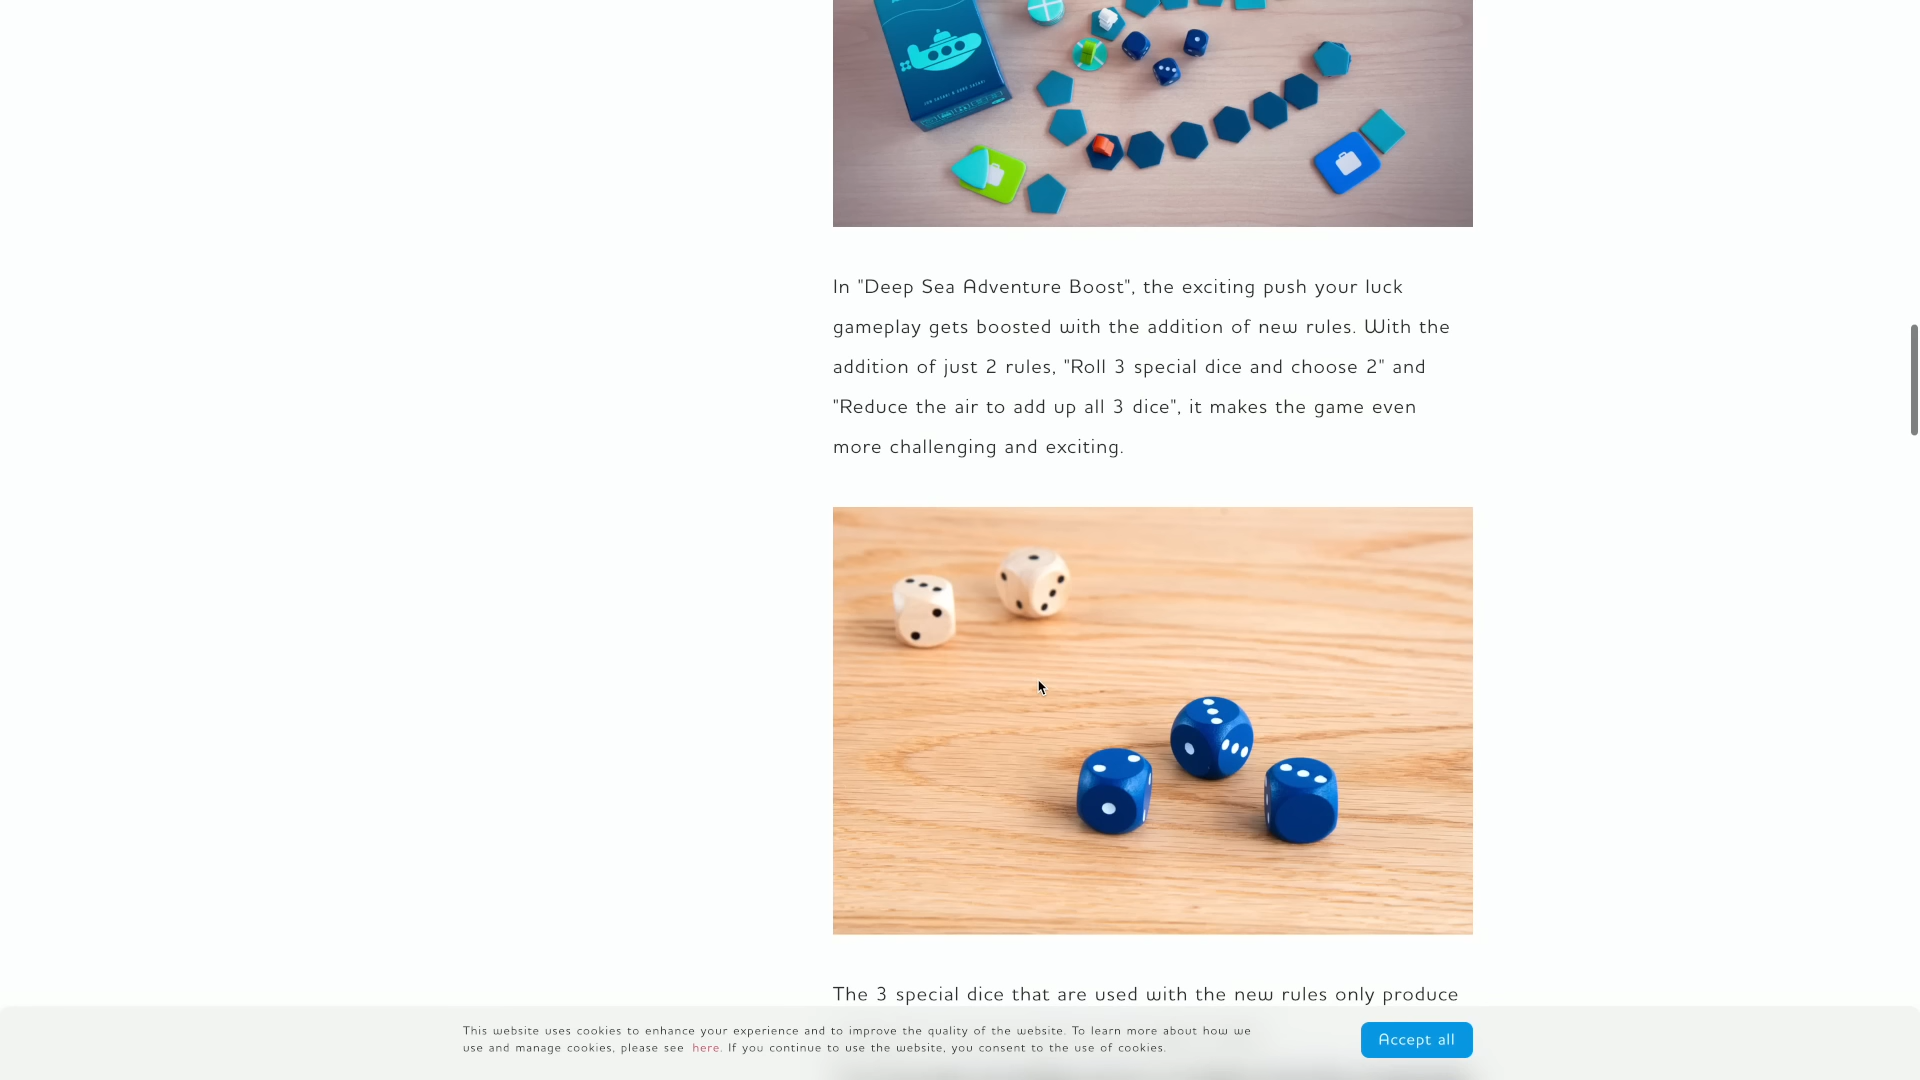 In "Deep Sea Adventure Boost", the exciting push your luck
gameplay gets boosted with the addition of new rules. With the
addition of just 2 rules, "Roll 3 special dice and choose 2" and
"Reduce the air to add up all 3 dice", it makes the game even
more challenging and exciting.
The 3 special dice that are used with the new rules only produce
This website uses cookies to enhance your experience and to improve the quality of the website. To learn more about how we
use and manage cookies, please see here. If you continue to use the website, you consent to the use of cookies.
Accept all